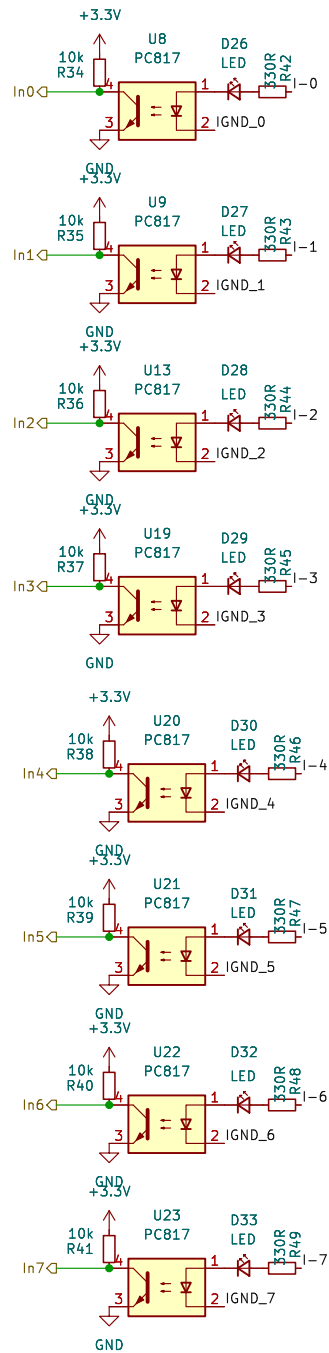 +3.3V
U8
PC817
D26
LED
10k
R34
330R
R42
In0
4
3
1
2
I-0
IGND_0
GND
+3.3V
U9
PC817
D27
LED
10k
R35
330R
R43
In1
4
3
1
2
I-1
IGND_1
GND
+3.3V
U13
PC817
D28
LED
10k
R36
330R
R44
In2
4
3
1
2
I-2
IGND_2
GND
+3.3V
U19
PC817
D29
LED
10k
R37
330R
R45
In3
4
3
1
2
I-3
IGND_3
GND
+3.3V
U20
PC817
D30
LED
10k
R38
330R
R46
In4
4
3
1
2
I-4
IGND_4
GND
+3.3V
U21
PC817
D31
LED
10k
R39
330R
R47
In5
4
3
1
2
I-5
IGND_5
GND
+3.3V
U22
PC817
D32
LED
10k
R40
330R
R48
In6
4
3
1
2
I-6
IGND_6
GND
+3.3V
U23
PC817
D33
LED
10k
R41
330R
R49
In7
4
3
1
2
I-7
IGND_7
GND